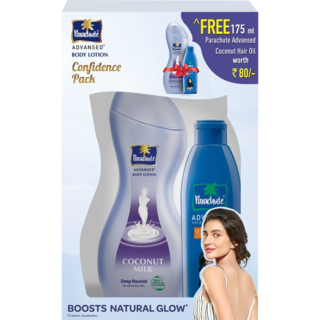 Parachute
ADVANSED
BODY LOTION
Confidence
Pack
^FREE 175 ml
Parachute Advansed
Coconut Hair Oil
worth
₹ 80/-
Parachute
ADVANSED
BODY LOTION
COCONUT
MILK
Deep Nourish
Parachute
BOOSTS NATURAL GLOW*